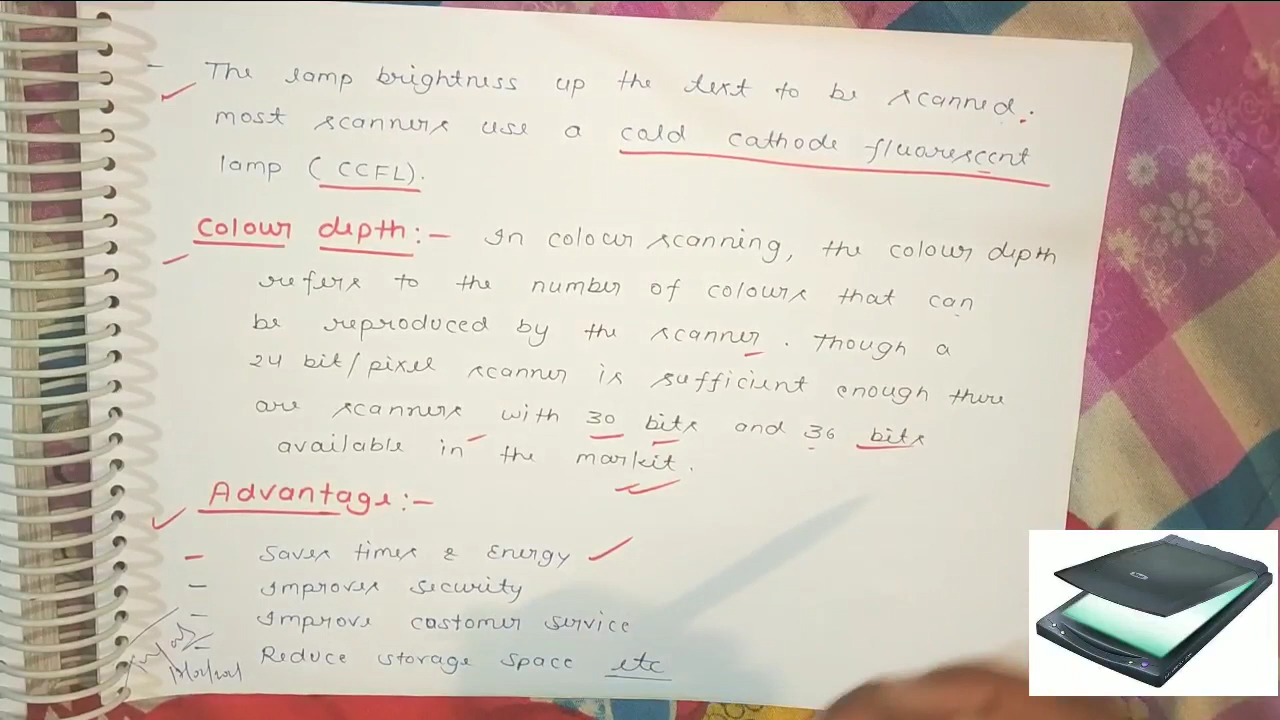 - The lamp brightness up the text to be scanned.
most scanners use a cold cathode fluorescent
lamp (CCFL).
Colour depth:- In colour scanning, the colour depth
refers to the number of colours that can
be reproduced by the scanner. Though a
24 bit/pixel scanner is sufficient enough there
are scanners with 30 bits and 36 bits
available in the markit.
Advantage:-
- Saves times & Energy
- Improves security
- Improve costomer service
- Reduce storage space etc